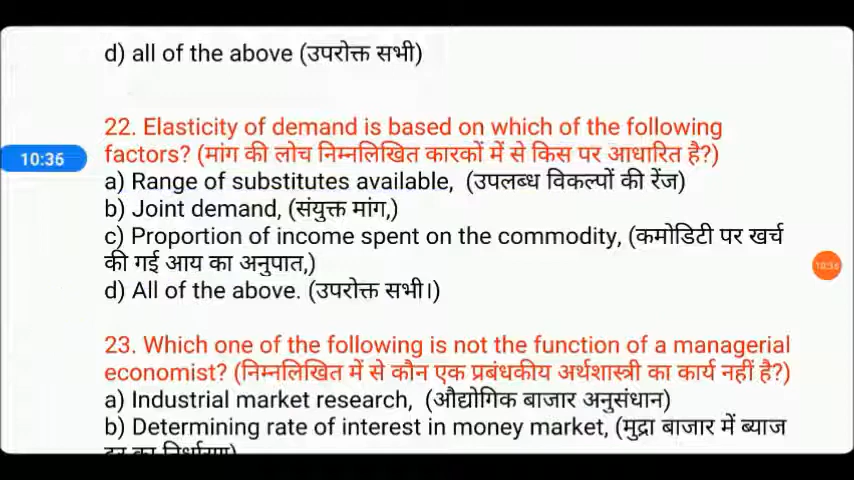 d) all of the above (उपरोक्त सभी)
22. Elasticity of demand is based on which of the following
10:36
factors? (मांग की लोच निम्नलिखित कारकों में से किस पर आधारित है?)
a) Range of substitutes available, (उपलब्ध विकल्पों की रेंज)
b) Joint demand, (संयुक्त मांग,)
c) Proportion of income spent on the commodity, (कमोडिटी पर खर्च
10:36
की गई आय का अनुपात,)
d) All of the above. (उपरोक्त सभी।)
23. Which one of the following is not the function of a managerial
economist? (निम्नलिखित में से कौन एक प्रबंधकीय अर्थशास्त्री का कार्य नहीं है?)
a) Industrial market research, (औद्योगिक बाजार अनुसंधान)
b) Determining rate of interest in money market, (मुद्रा बाजार में ब्याज
दर का निर्धारण)